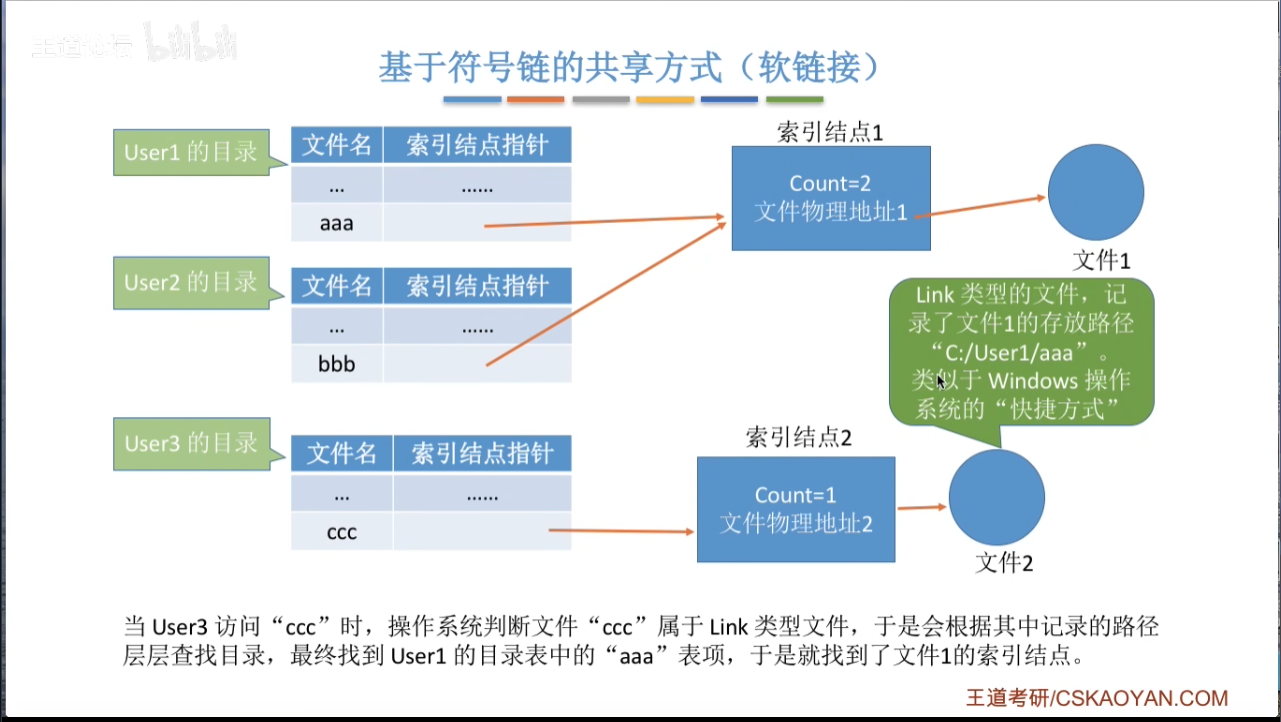 王道论坛 bilibili
基于符号链的共享方式（软链接）
User1 的目录
文件名 索引结点指针
... ......
aaa
User2 的目录
文件名 索引结点指针
... ......
bbb
User3 的目录
文件名 索引结点指针
... ......
ccc
索引结点1
Count=2
文件物理地址1
文件1
Link 类型的文件，记
录了文件1的存放路径
“C:/User1/aaa”。
类似于 Windows 操作
系统的“快捷方式”
索引结点2
Count=1
文件物理地址2
文件2
当 User3 访问“ccc”时，操作系统判断文件“ccc”属于 Link 类型文件，于是会根据其中记录的路径
层层查找目录，最终找到 User1 的目录表中的“aaa”表项，于是就找到了文件1的索引结点。
王道考研/CSKAOYAN.COM